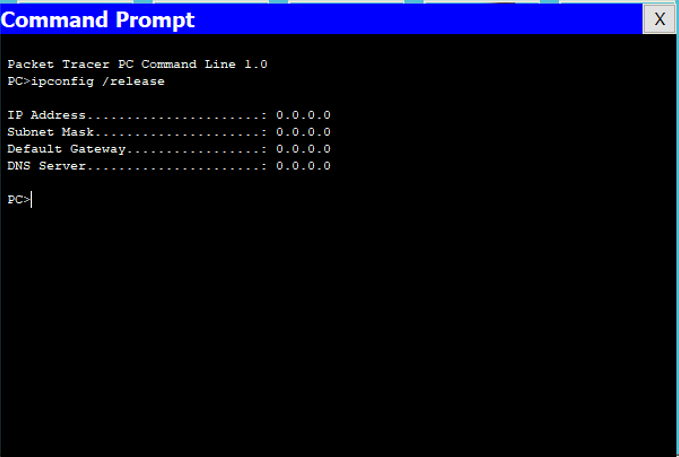 Command Prompt
X
Packet Tracer PC Command Line 1.0
PC>ipconfig /release
IP Address......................: 0.0.0.0
Subnet Mask.....................: 0.0.0.0
Default Gateway.................: 0.0.0.0
DNS Server......................: 0.0.0.0
PC>